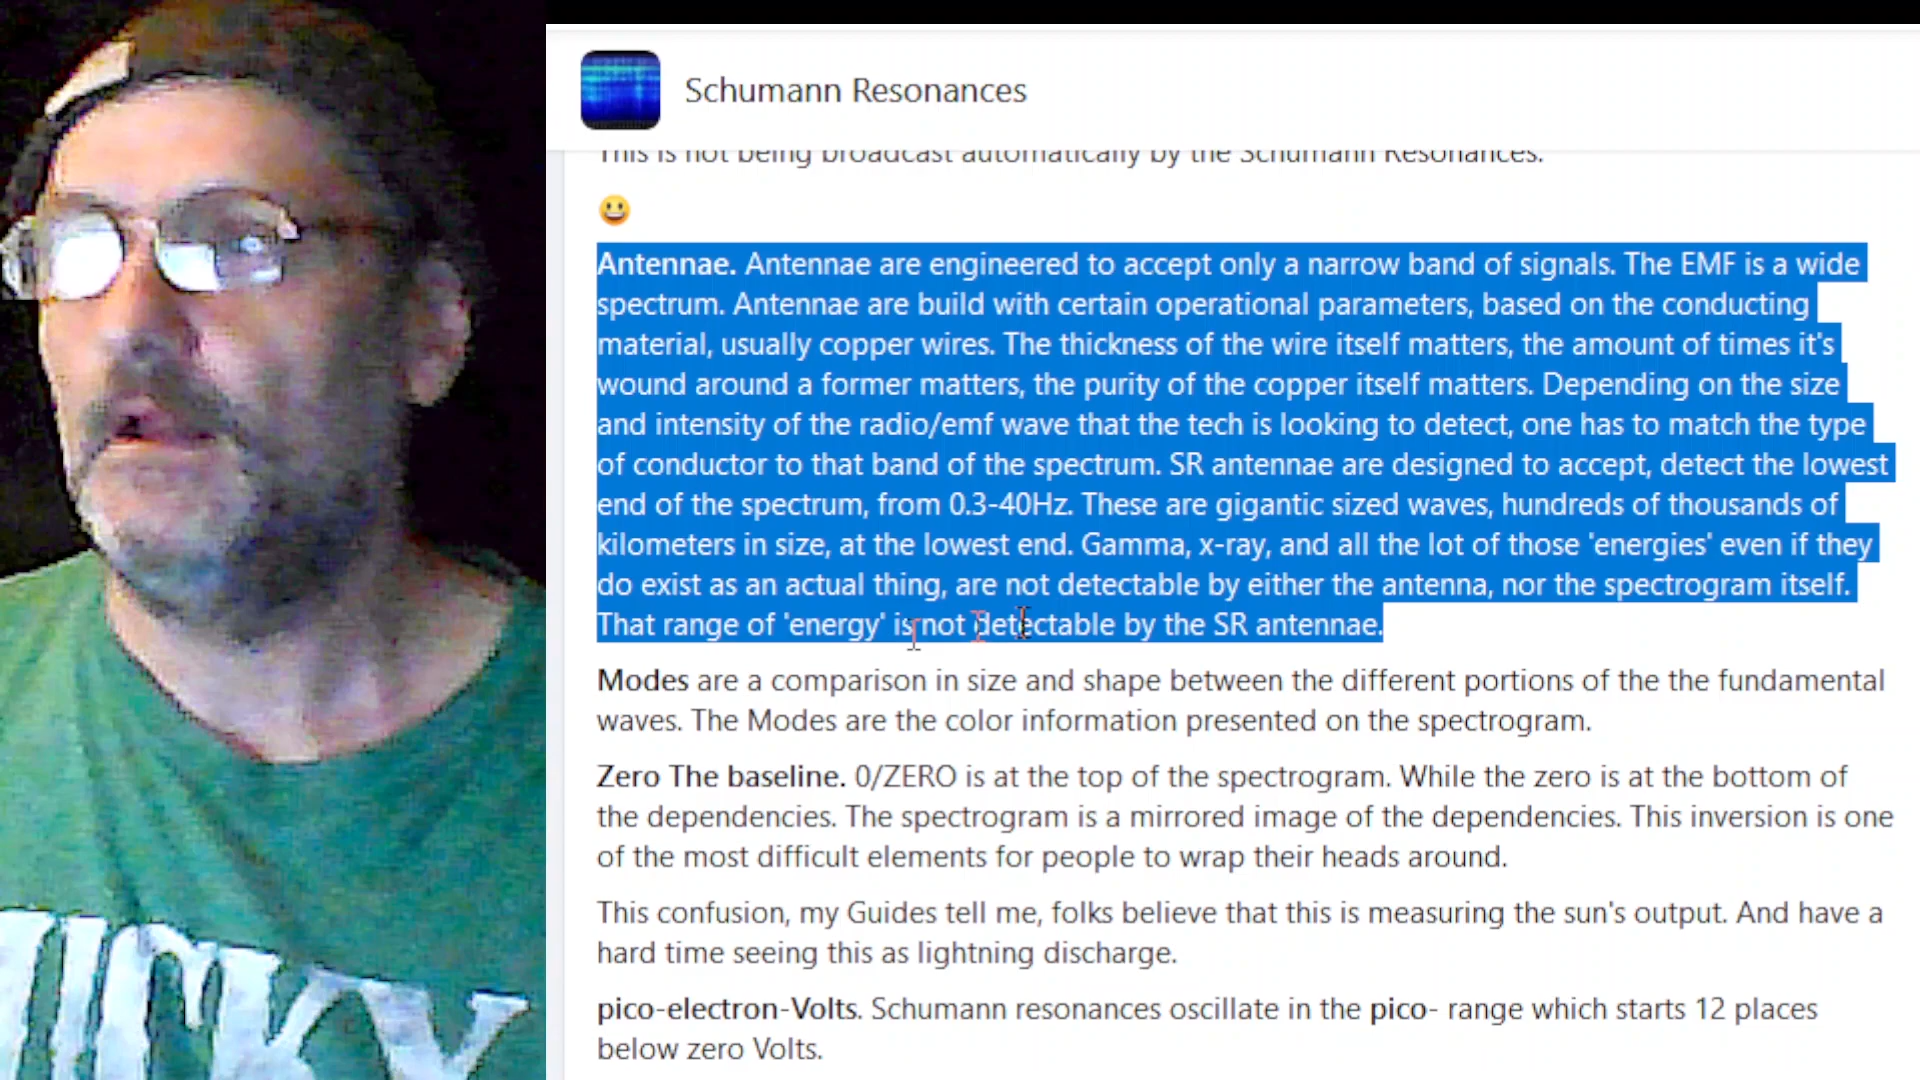 Schumann Resonances
This is not being broadcast automatically by the Schumann Resonances.
Antennae. Antennae are engineered to accept only a narrow band of signals. The EMF is a wide
spectrum. Antennae are build with certain operational parameters, based on the conducting
material, usually copper wires. The thickness of the wire itself matters, the amount of times it's
wound around a former matters, the purity of the copper itself matters. Depending on the size
and intensity of the radio/emf wave that the tech is looking to detect, one has to match the type
of conductor to that band of the spectrum. SR antennae are designed to accept, detect the lowest
end of the spectrum, from 0.3-40Hz. These are gigantic sized waves, hundreds of thousands of
kilometers in size, at the lowest end. Gamma, x-ray, and all the lot of those 'energies' even if they
do exist as an actual thing, are not detectable by either the antenna, nor the spectrogram itself.
That range of 'energy' is not detectable by the SR antennae.
Modes are a comparison in size and shape between the different portions of the the fundamental
waves. The Modes are the color information presented on the spectrogram.
Zero The baseline. 0/ZERO is at the top of the spectrogram. While the zero is at the bottom of
the dependencies. The spectrogram is a mirrored image of the dependencies. This inversion is one
of the most difficult elements for people to wrap their heads around.
This confusion, my Guides tell me, folks believe that this is measuring the sun's output. And have a
hard time seeing this as lightning discharge.
pico-electron-Volts. Schumann resonances oscillate in the pico- range which starts 12 places
below zero Volts.